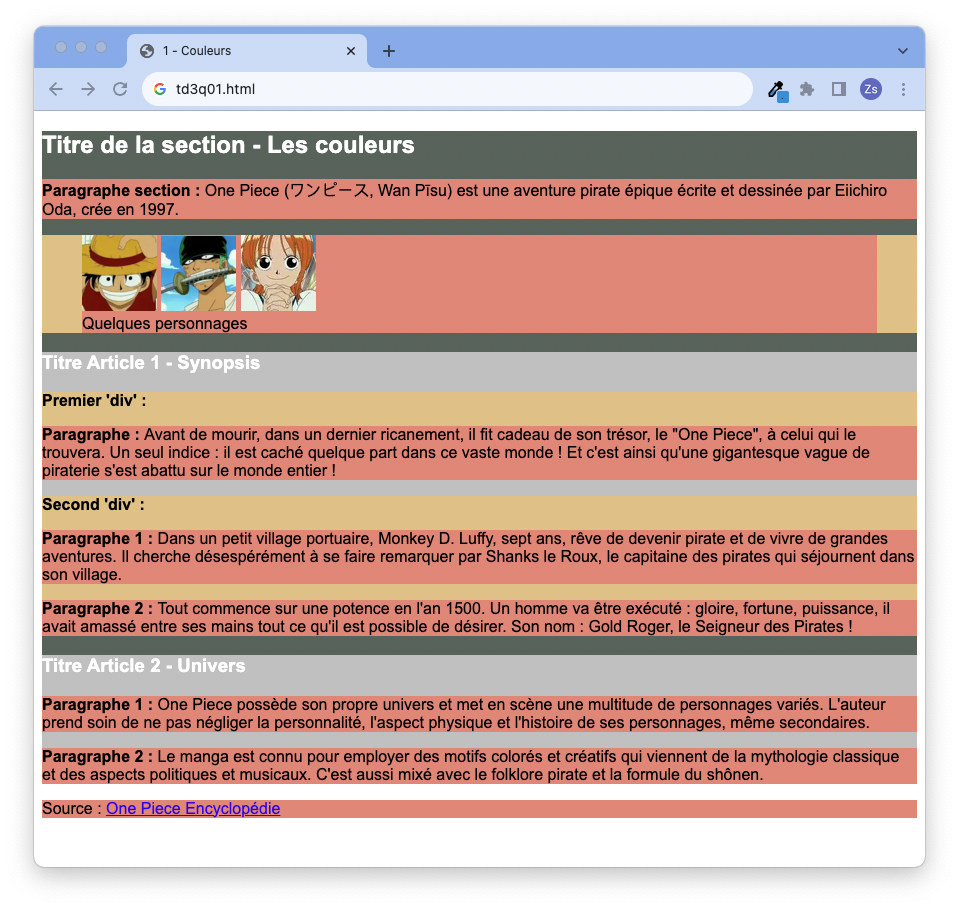 1 - Couleurs
td3q01.html
Zs
Titre de la section - Les couleurs
Paragraphe section : One Piece (ワンピース, Wan Pīsu) est une aventure pirate épique écrite et dessinée par Eiichiro
Oda, crée en 1997.
Quelques personnages
Titre Article 1 - Synopsis
Premier 'div' :
Paragraphe : Avant de mourir, dans un dernier ricanement, il fit cadeau de son trésor, le "One Piece", à celui qui le
trouvera. Un seul indice : il est caché quelque part dans ce vaste monde ! Et c'est ainsi qu'une gigantesque vague de
piraterie s'est abattu sur le monde entier !
Second 'div' :
Paragraphe 1 : Dans un petit village portuaire, Monkey D. Luffy, sept ans, rêve de devenir pirate et de vivre de grandes
aventures. Il cherche désespérément à se faire remarquer par Shanks le Roux, le capitaine des pirates qui séjournent dans
son village.
Paragraphe 2 : Tout commence sur une potence en l'an 1500. Un homme va être exécuté : gloire, fortune, puissance, il
avait amassé entre ses mains tout ce qu'il est possible de désirer. Son nom : Gold Roger, le Seigneur des Pirates !
Titre Article 2 - Univers
Paragraphe 1 : One Piece possède son propre univers et met en scène une multitude de personnages variés. L'auteur
prend soin de ne pas négliger la personnalité, l'aspect physique et l'histoire de ses personnages, même secondaires.
Paragraphe 2 : Le manga est connu pour employer des motifs colorés et créatifs qui viennent de la mythologie classique
et des aspects politiques et musicaux. C'est aussi mixé avec le folklore pirate et la formule du shônen.
Source : One Piece Encyclopédie